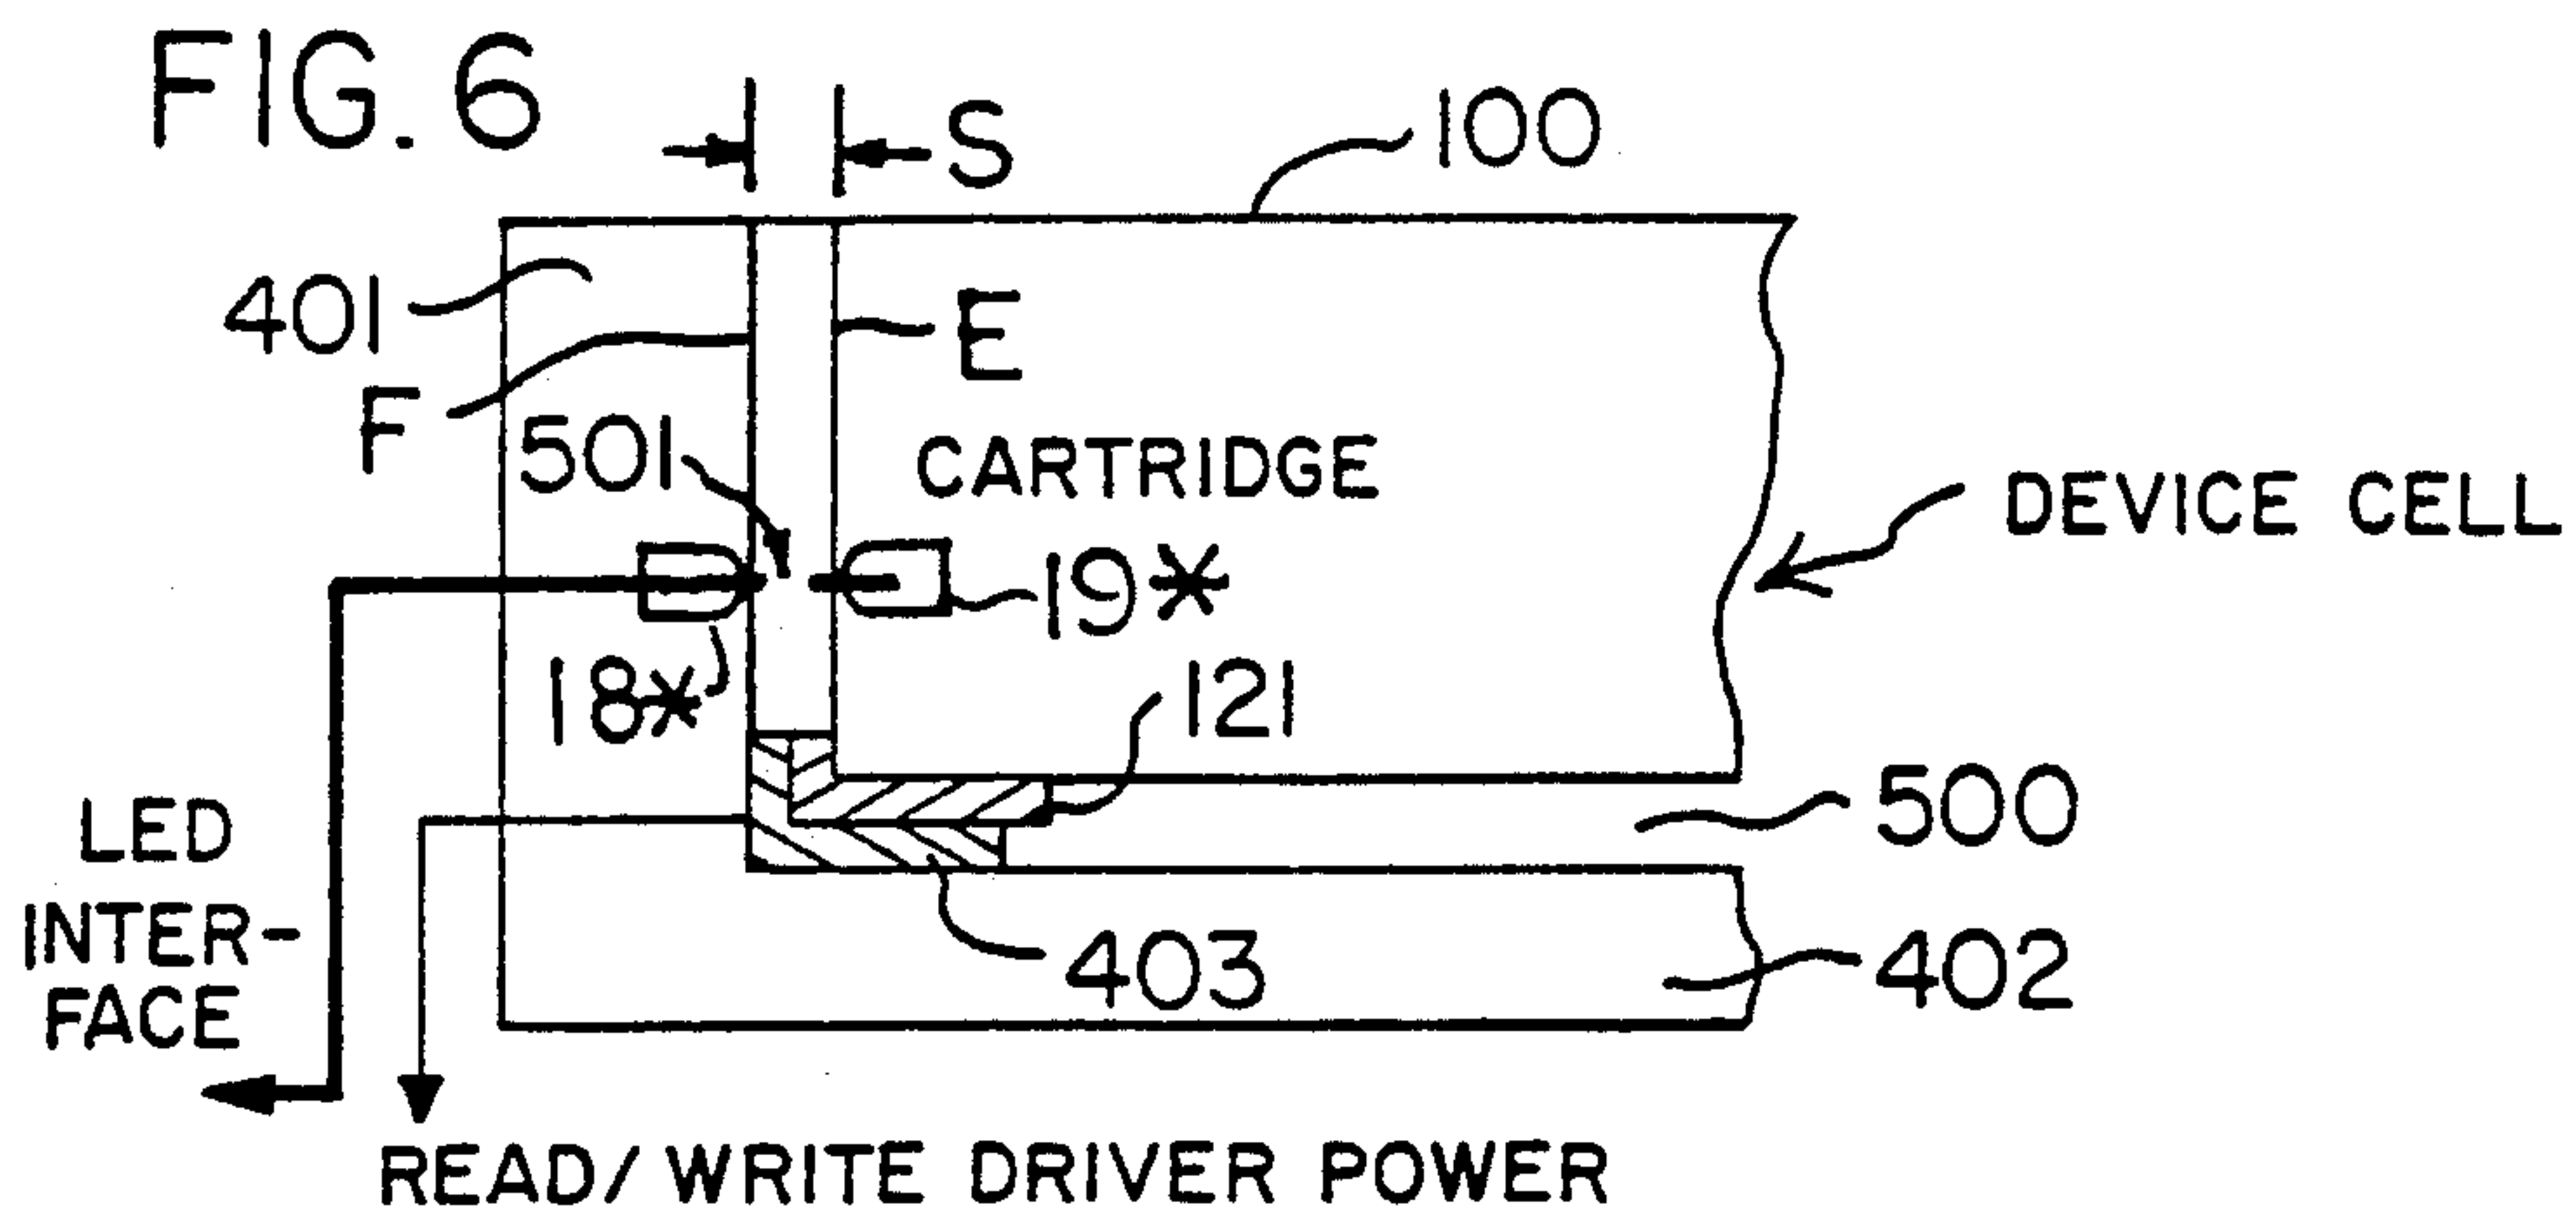 FIG. 6
S
100
401
E
F
501
CARTRIDGE
DEVICE CELL
19*
18*
121
LED
INTER-
FACE
500
403
402
READ/WRITE DRIVER POWER